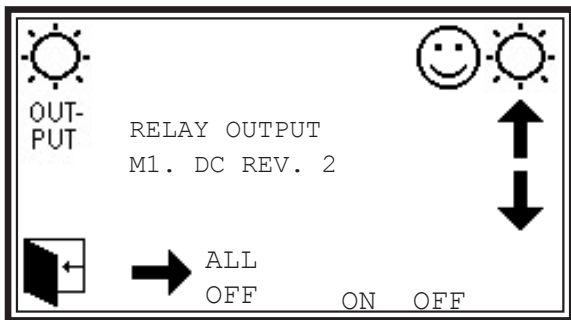 OUT-
PUT
RELAY OUTPUT
M1. DC REV. 2
ALL
OFF
ON OFF